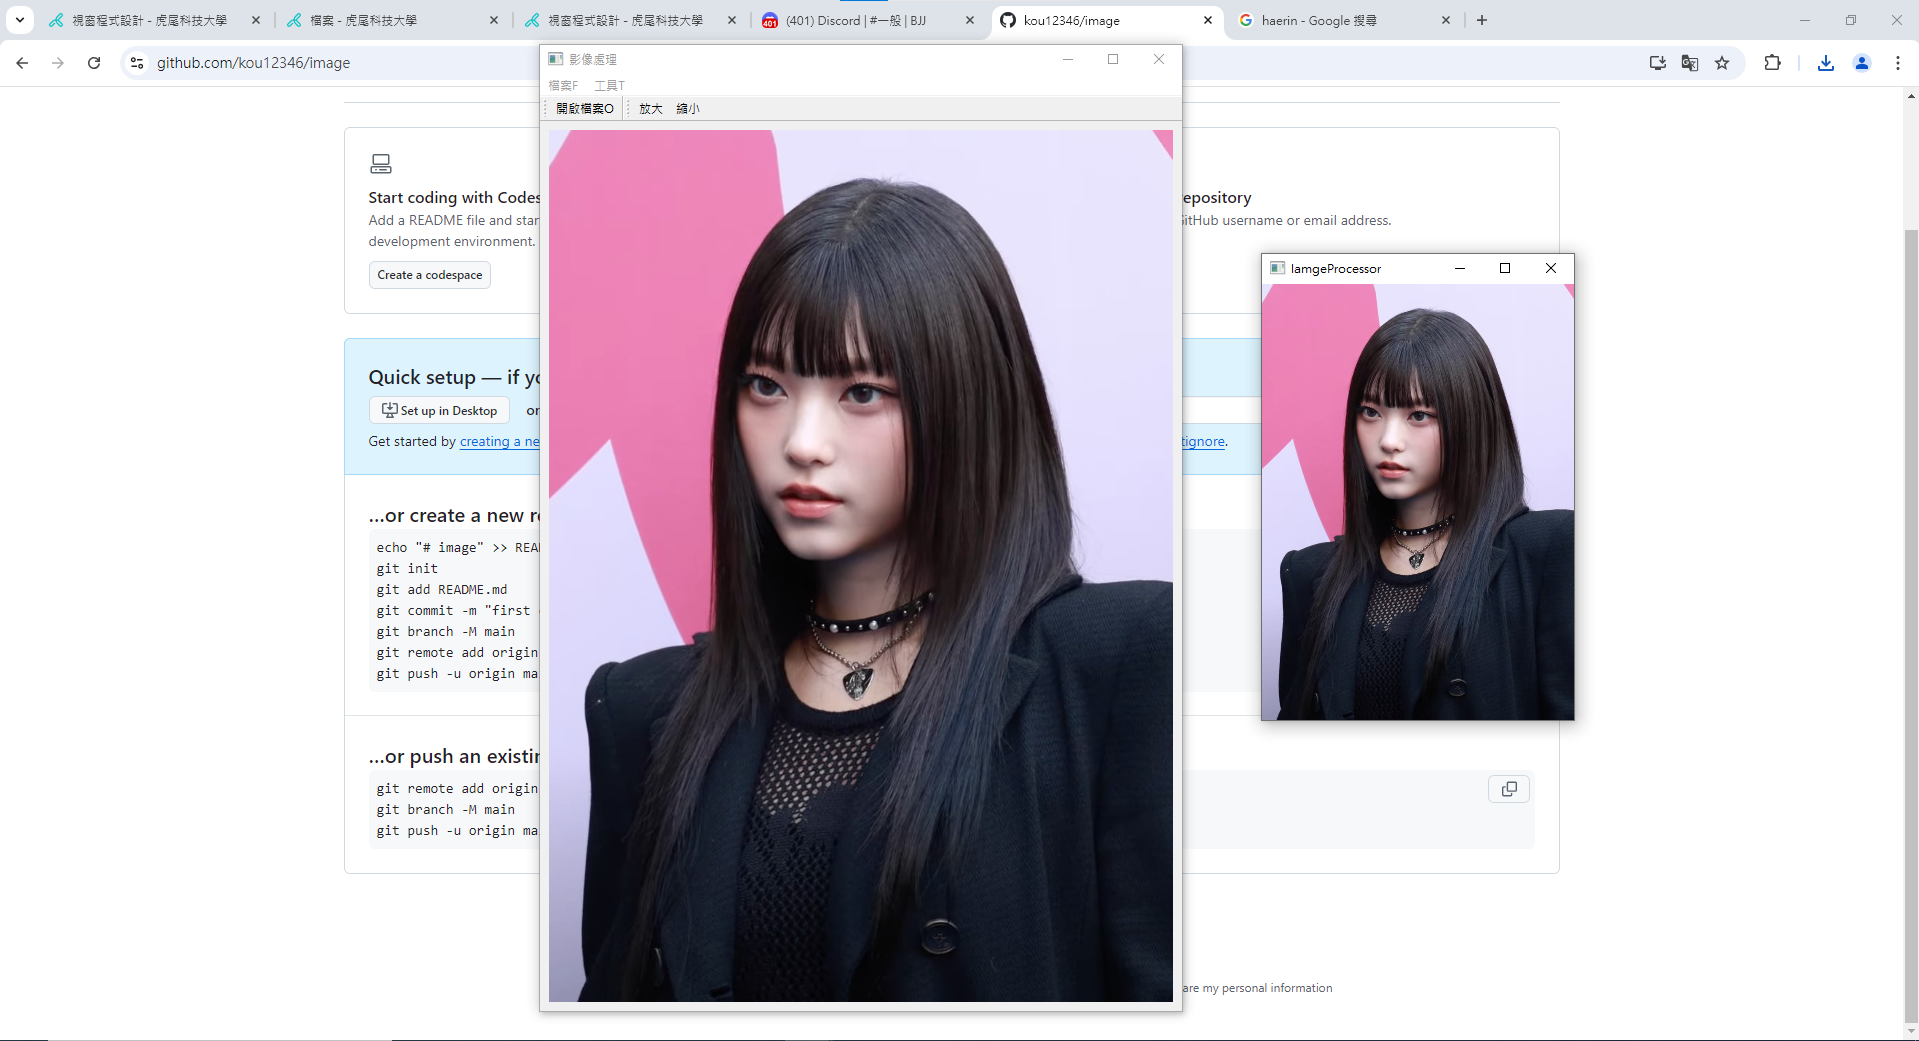 視窗程式設計 - 虎尾科技大學
檔案 - 虎尾科技大學
視窗程式設計 - 虎尾科技大學
401
(401) Discord | #一般 | BJJ
kou12346/image
haerin - Google 搜尋
github.com/kou12346/image
影像處理
檔案F 工具T
開啟檔案O 放大 縮小
Start coding with Codes
Add a README file and star
development environment.
Create a codespace
epository
GitHub username or email address.
IamgeProcessor
Quick setup — if yo
Set up in Desktop or
Get started by creating a ne
tignore.
…or create a new re
echo "# image" >> REA
git init
git add README.md
git commit -m "first
git branch -M main
git remote add origin
git push -u origin ma
…or push an existin
git remote add origin
git branch -M main
git push -u origin ma
are my personal information